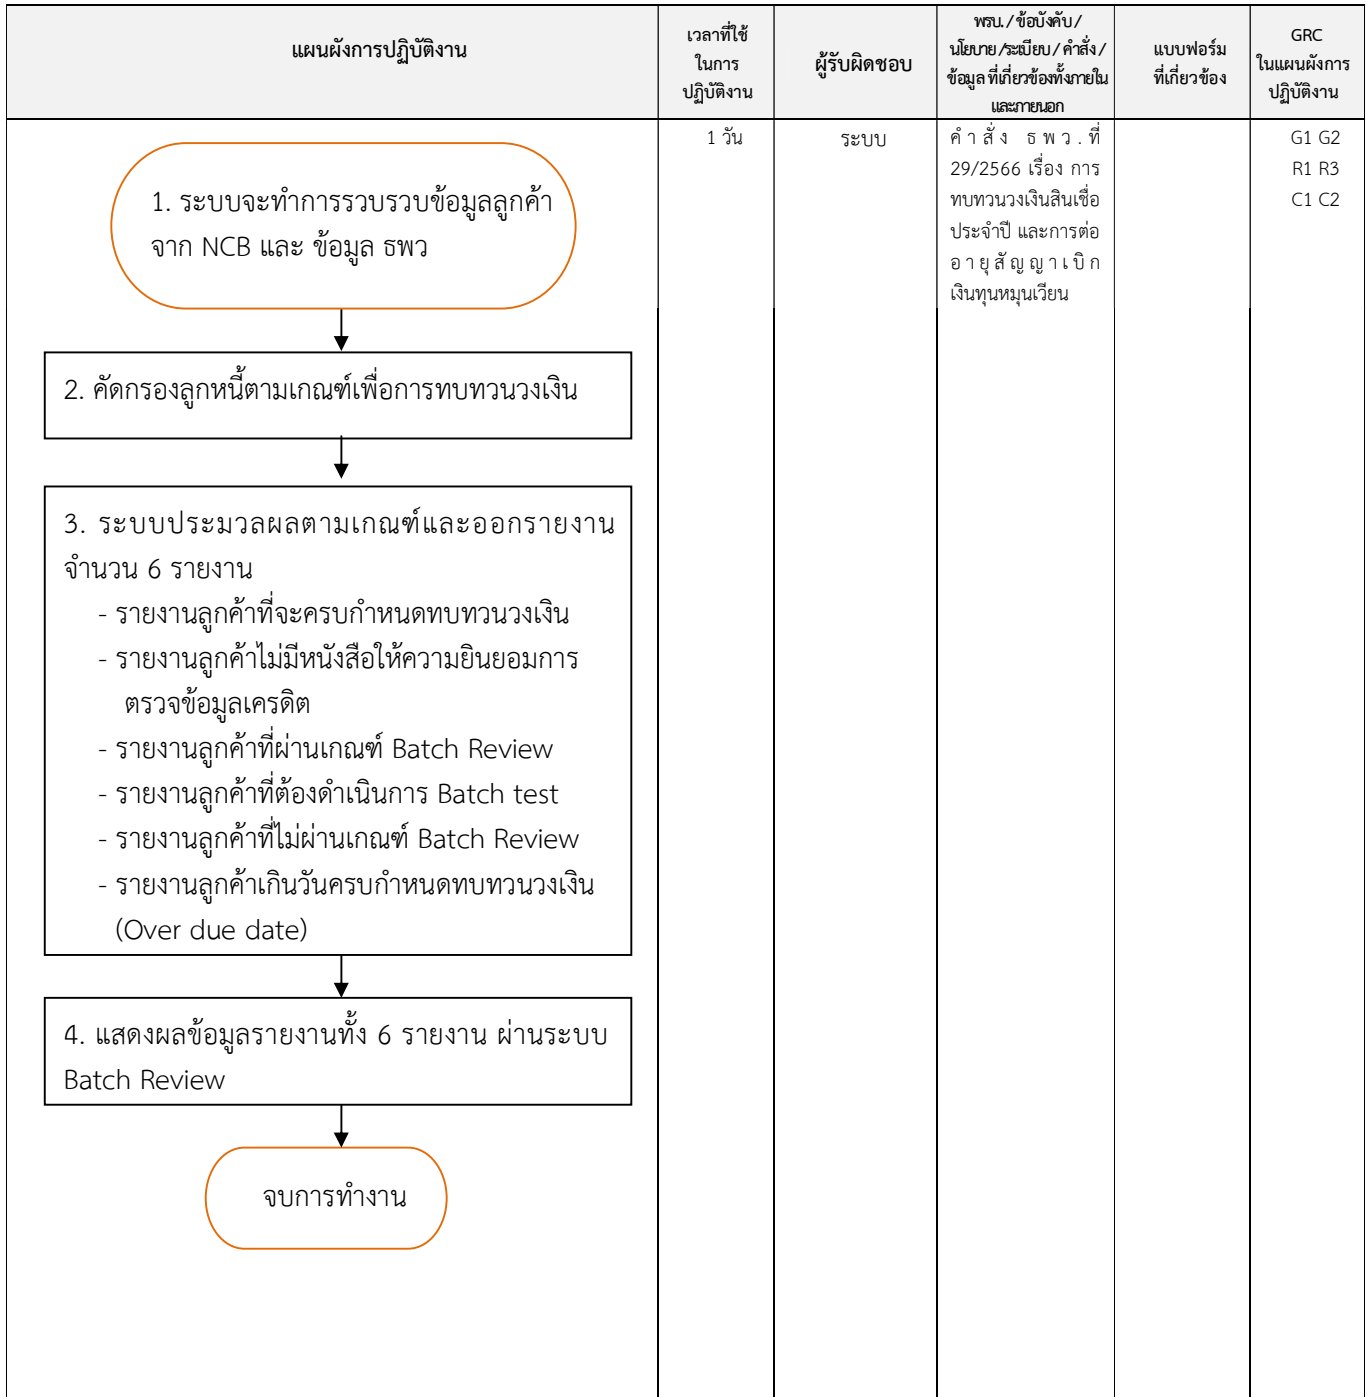 แผนผังการปฏิบัติงาน
เวลาที่ใช้
ในการ
ปฏิบัติงาน
ผู้รับผิดชอบ
พรบ./ข้อบังคับ/
นโยบาย/ระเบียบ/คำสั่ง/
ข้อมูล ที่เกี่ยวข้องทั้งภายใน
และภายนอก
แบบฟอร์ม
ที่เกี่ยวข้อง
GRC
ในแผนผังการ
ปฏิบัติงาน
1. ระบบจะทำการรวบรวบข้อมูลลูกค้า
จาก NCB และ ข้อมูล ธพว
2. คัดกรองลูกหนี้ตามเกณฑ์เพื่อการทบทวนวงเงิน
3. ระบบประมวลผลตามเกณฑ์และออกรายงาน
จำนวน 6 รายงาน
- รายงานลูกค้าที่จะครบกำหนดทบทวนวงเงิน
- รายงานลูกค้าไม่มีหนังสือให้ความยินยอมการ
ตรวจข้อมูลเครดิต
- รายงานลูกค้าที่ผ่านเกณฑ์ Batch Review
- รายงานลูกค้าที่ต้องดำเนินการ Batch test
- รายงานลูกค้าที่ไม่ผ่านเกณฑ์ Batch Review
- รายงานลูกค้าเกินวันครบกำหนดทบทวนวงเงิน
(Over due date)
4. แสดงผลข้อมูลรายงานทั้ง 6 รายงาน ผ่านระบบ
Batch Review
จบการทำงาน
1 วัน
ระบบ
คำสั่ง ธพว.ที่
29/2566 เรื่อง การ
ทบทวนวงเงินสินเชื่อ
ประจำปี และการต่อ
อายุสัญญาเบิก
เงินทุนหมุนเวียน
G1 G2
R1 R3
C1 C2